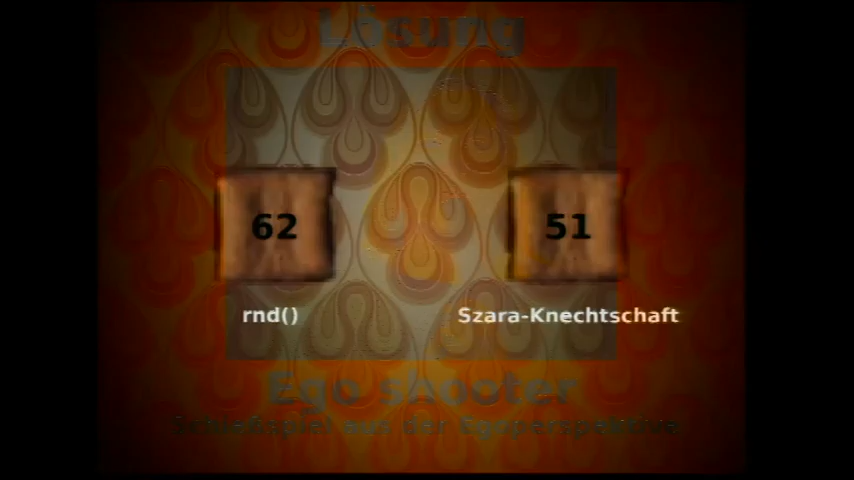 Lösung
62 51
rnd() Szara-Knechtschaft
Ego shooter
Schießspiel aus der Egoperspektive